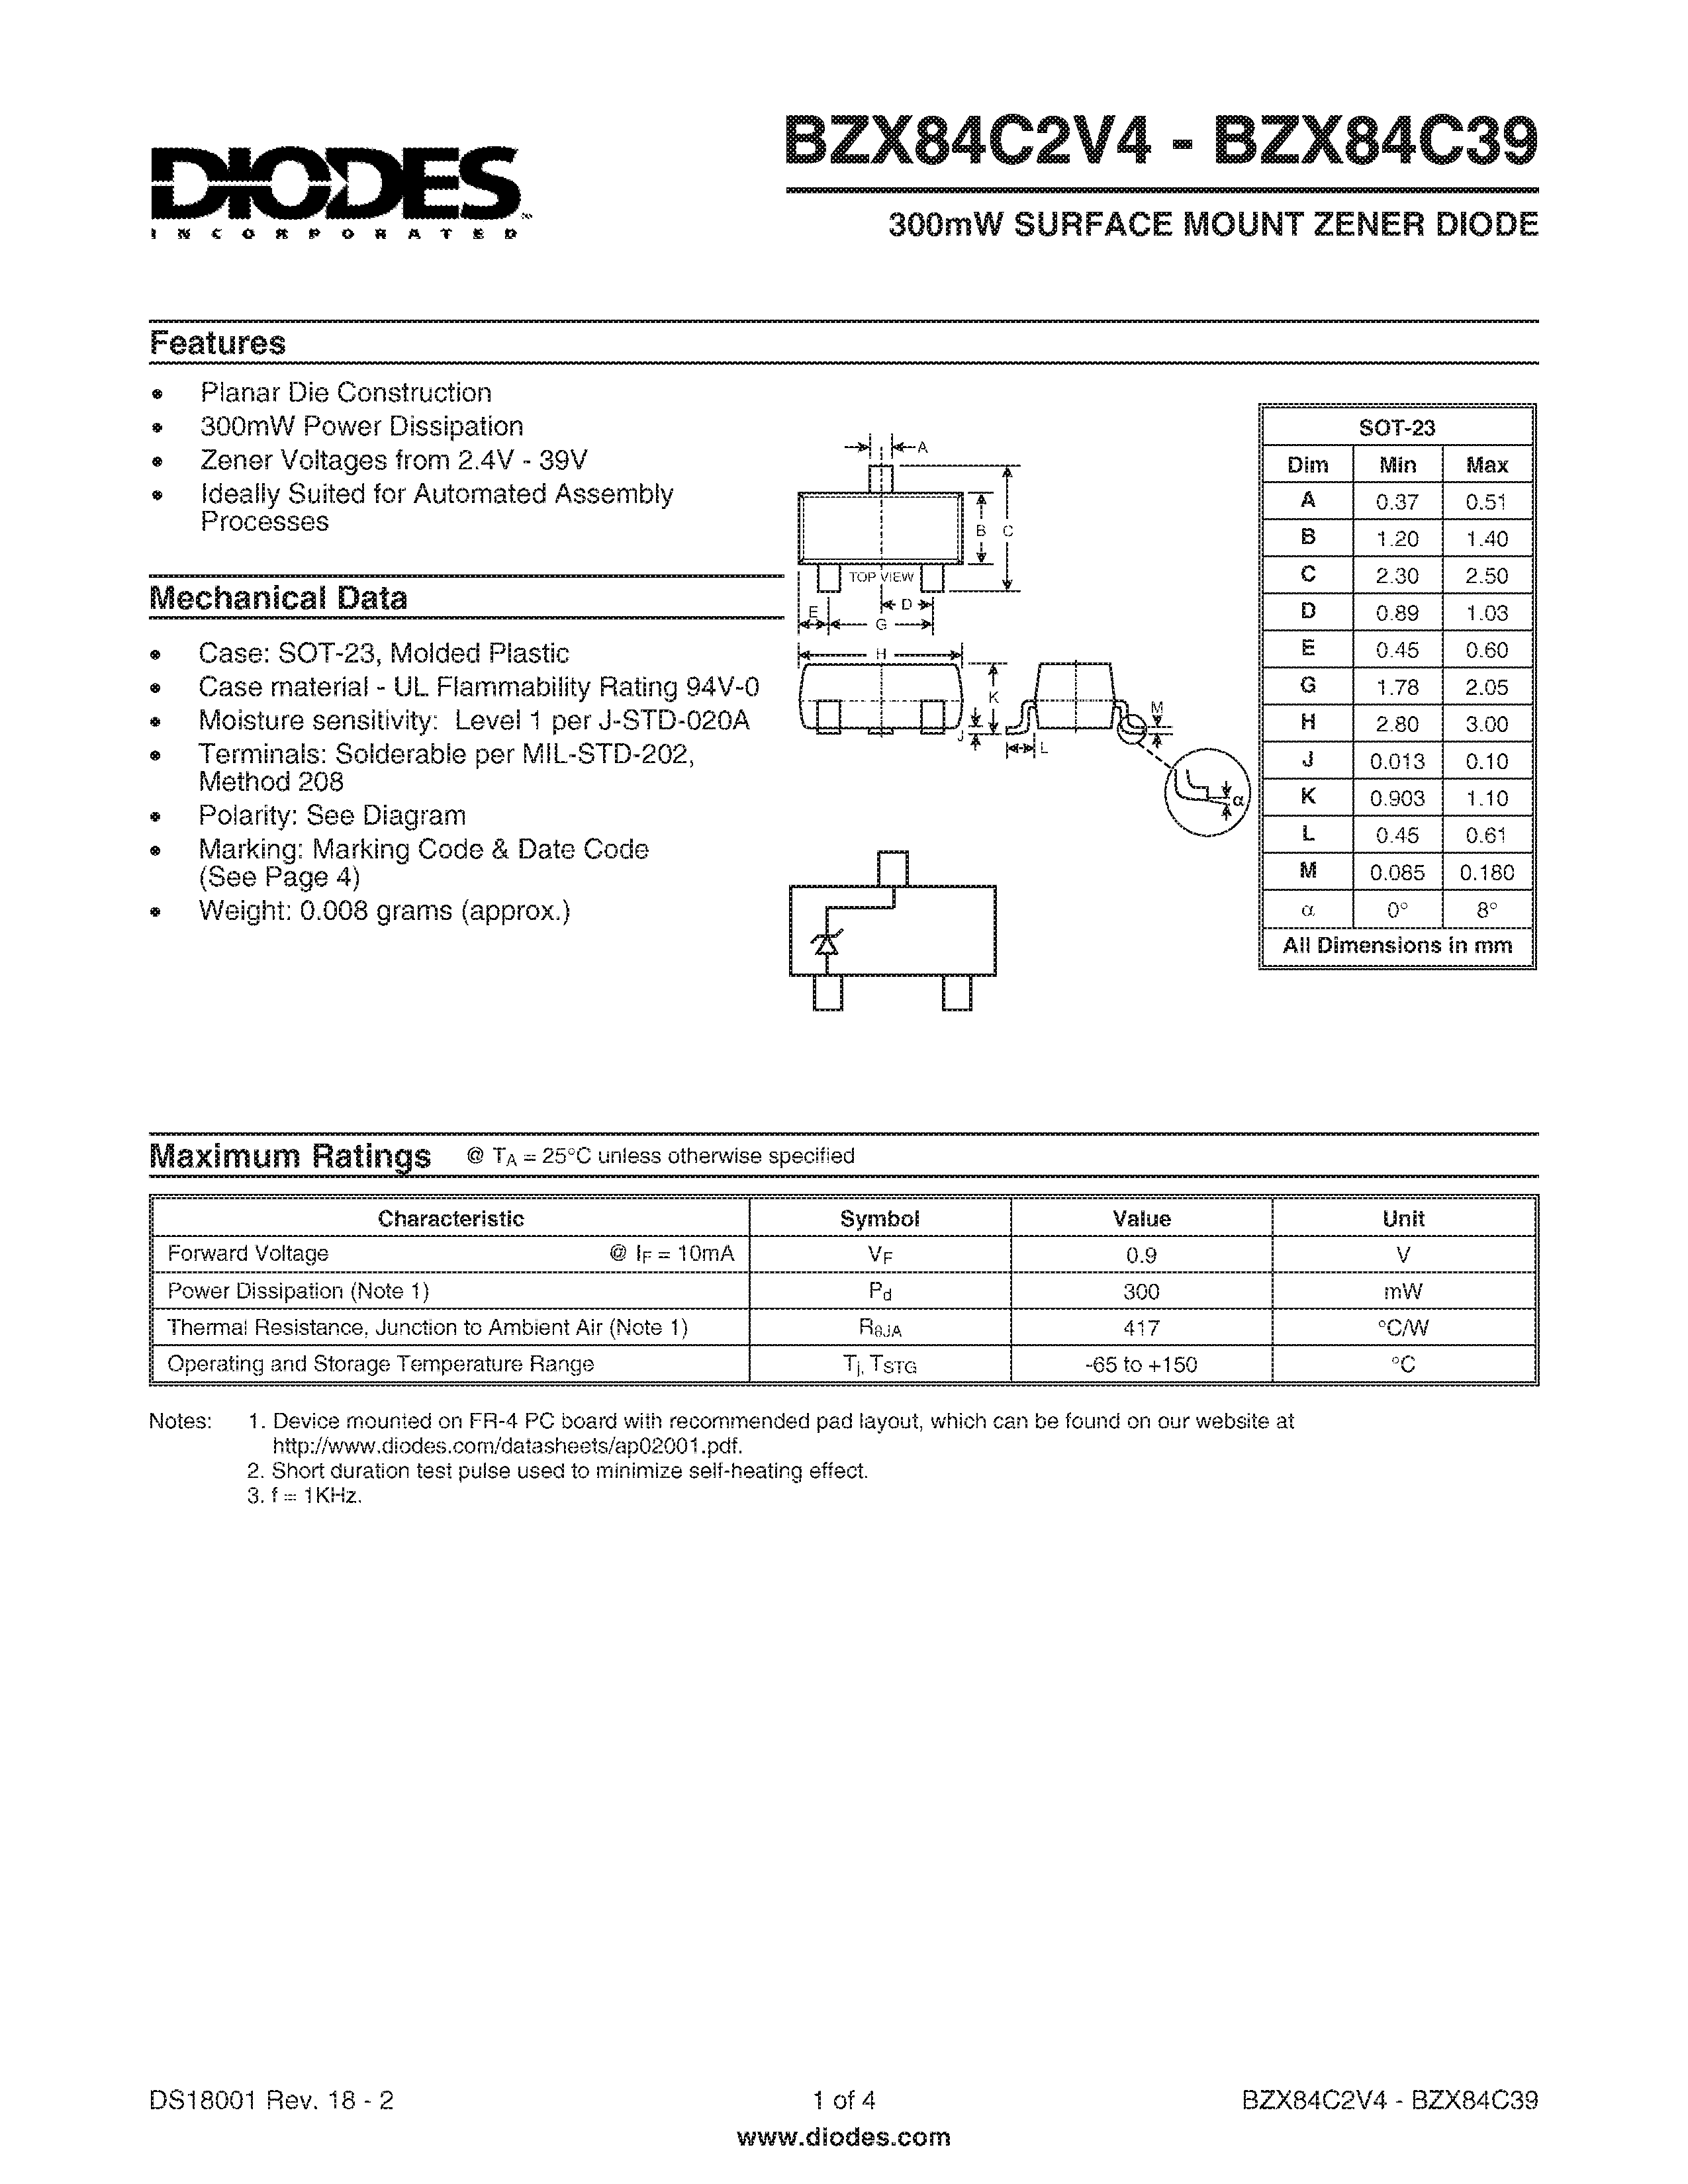 DIODES
INCORPORATED
BZX84C2V4 - BZX84C39
300mW SURFACE MOUNT ZENER DIODE
Features
• Planar Die Construction
• 300mW Power Dissipation
• Zener Voltages from 2.4V - 39V
• Ideally Suited for Automated Assembly
Processes
Mechanical Data
• Case: SOT-23, Molded Plastic
• Case material - UL Flammability Rating 94V-0
• Moisture sensitivity: Level 1 per J-STD-020A
• Terminals: Solderable per MIL-STD-202,
Method 208
• Polarity: See Diagram
• Marking: Marking Code & Date Code
(See Page 4)
• Weight: 0.008 grams (approx.)
A
B C
TOP VIEW
E D
G
H
K
M
J
L
α
SOT-23
Dim Min Max
A 0.37 0.51
B 1.20 1.40
C 2.30 2.50
D 0.89 1.03
E 0.45 0.60
G 1.78 2.05
H 2.80 3.00
J 0.013 0.10
K 0.903 1.10
L 0.45 0.61
M 0.085 0.180
α 0° 8°
All Dimensions in mm
Maximum Ratings @ TA = 25°C unless otherwise specified
Characteristic Symbol Value Unit
Forward Voltage @ IF = 10mA VF 0.9 V
Power Dissipation (Note 1) Pd 300 mW
Thermal Resistance, Junction to Ambient Air (Note 1) RθJA 417 °C/W
Operating and Storage Temperature Range Tj, TSTG -65 to +150 °C
Notes: 1. Device mounted on FR-4 PC board with recommended pad layout, which can be found on our website at
http://www.diodes.com/datasheets/ap02001.pdf.
2. Short duration test pulse used to minimize self-heating effect.
3. f = 1KHz.
DS18001 Rev. 18 - 2 1 of 4 BZX84C2V4 - BZX84C39
www.diodes.com